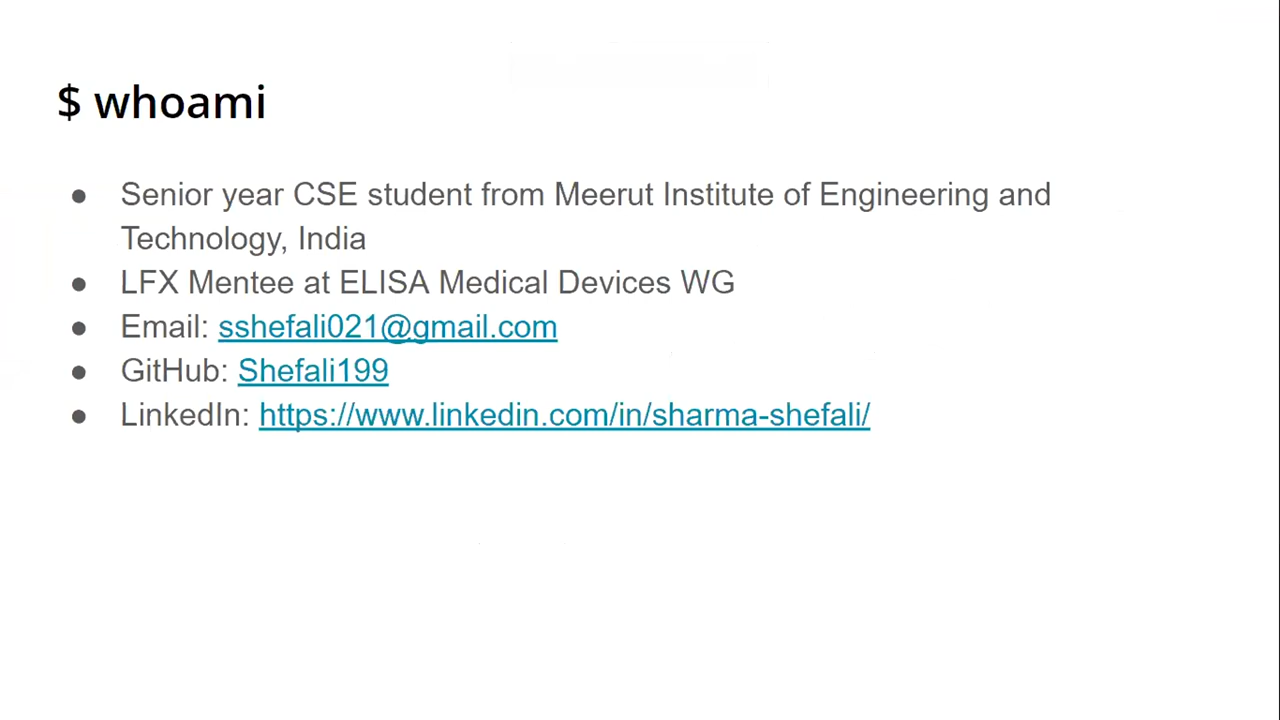 $ whoami
● Senior year CSE student from Meerut Institute of Engineering and
Technology, India
● LFX Mentee at ELISA Medical Devices WG
● Email: sshefali021@gmail.com
● GitHub: Shefali199
● LinkedIn: https://www.linkedin.com/in/sharma-shefali/